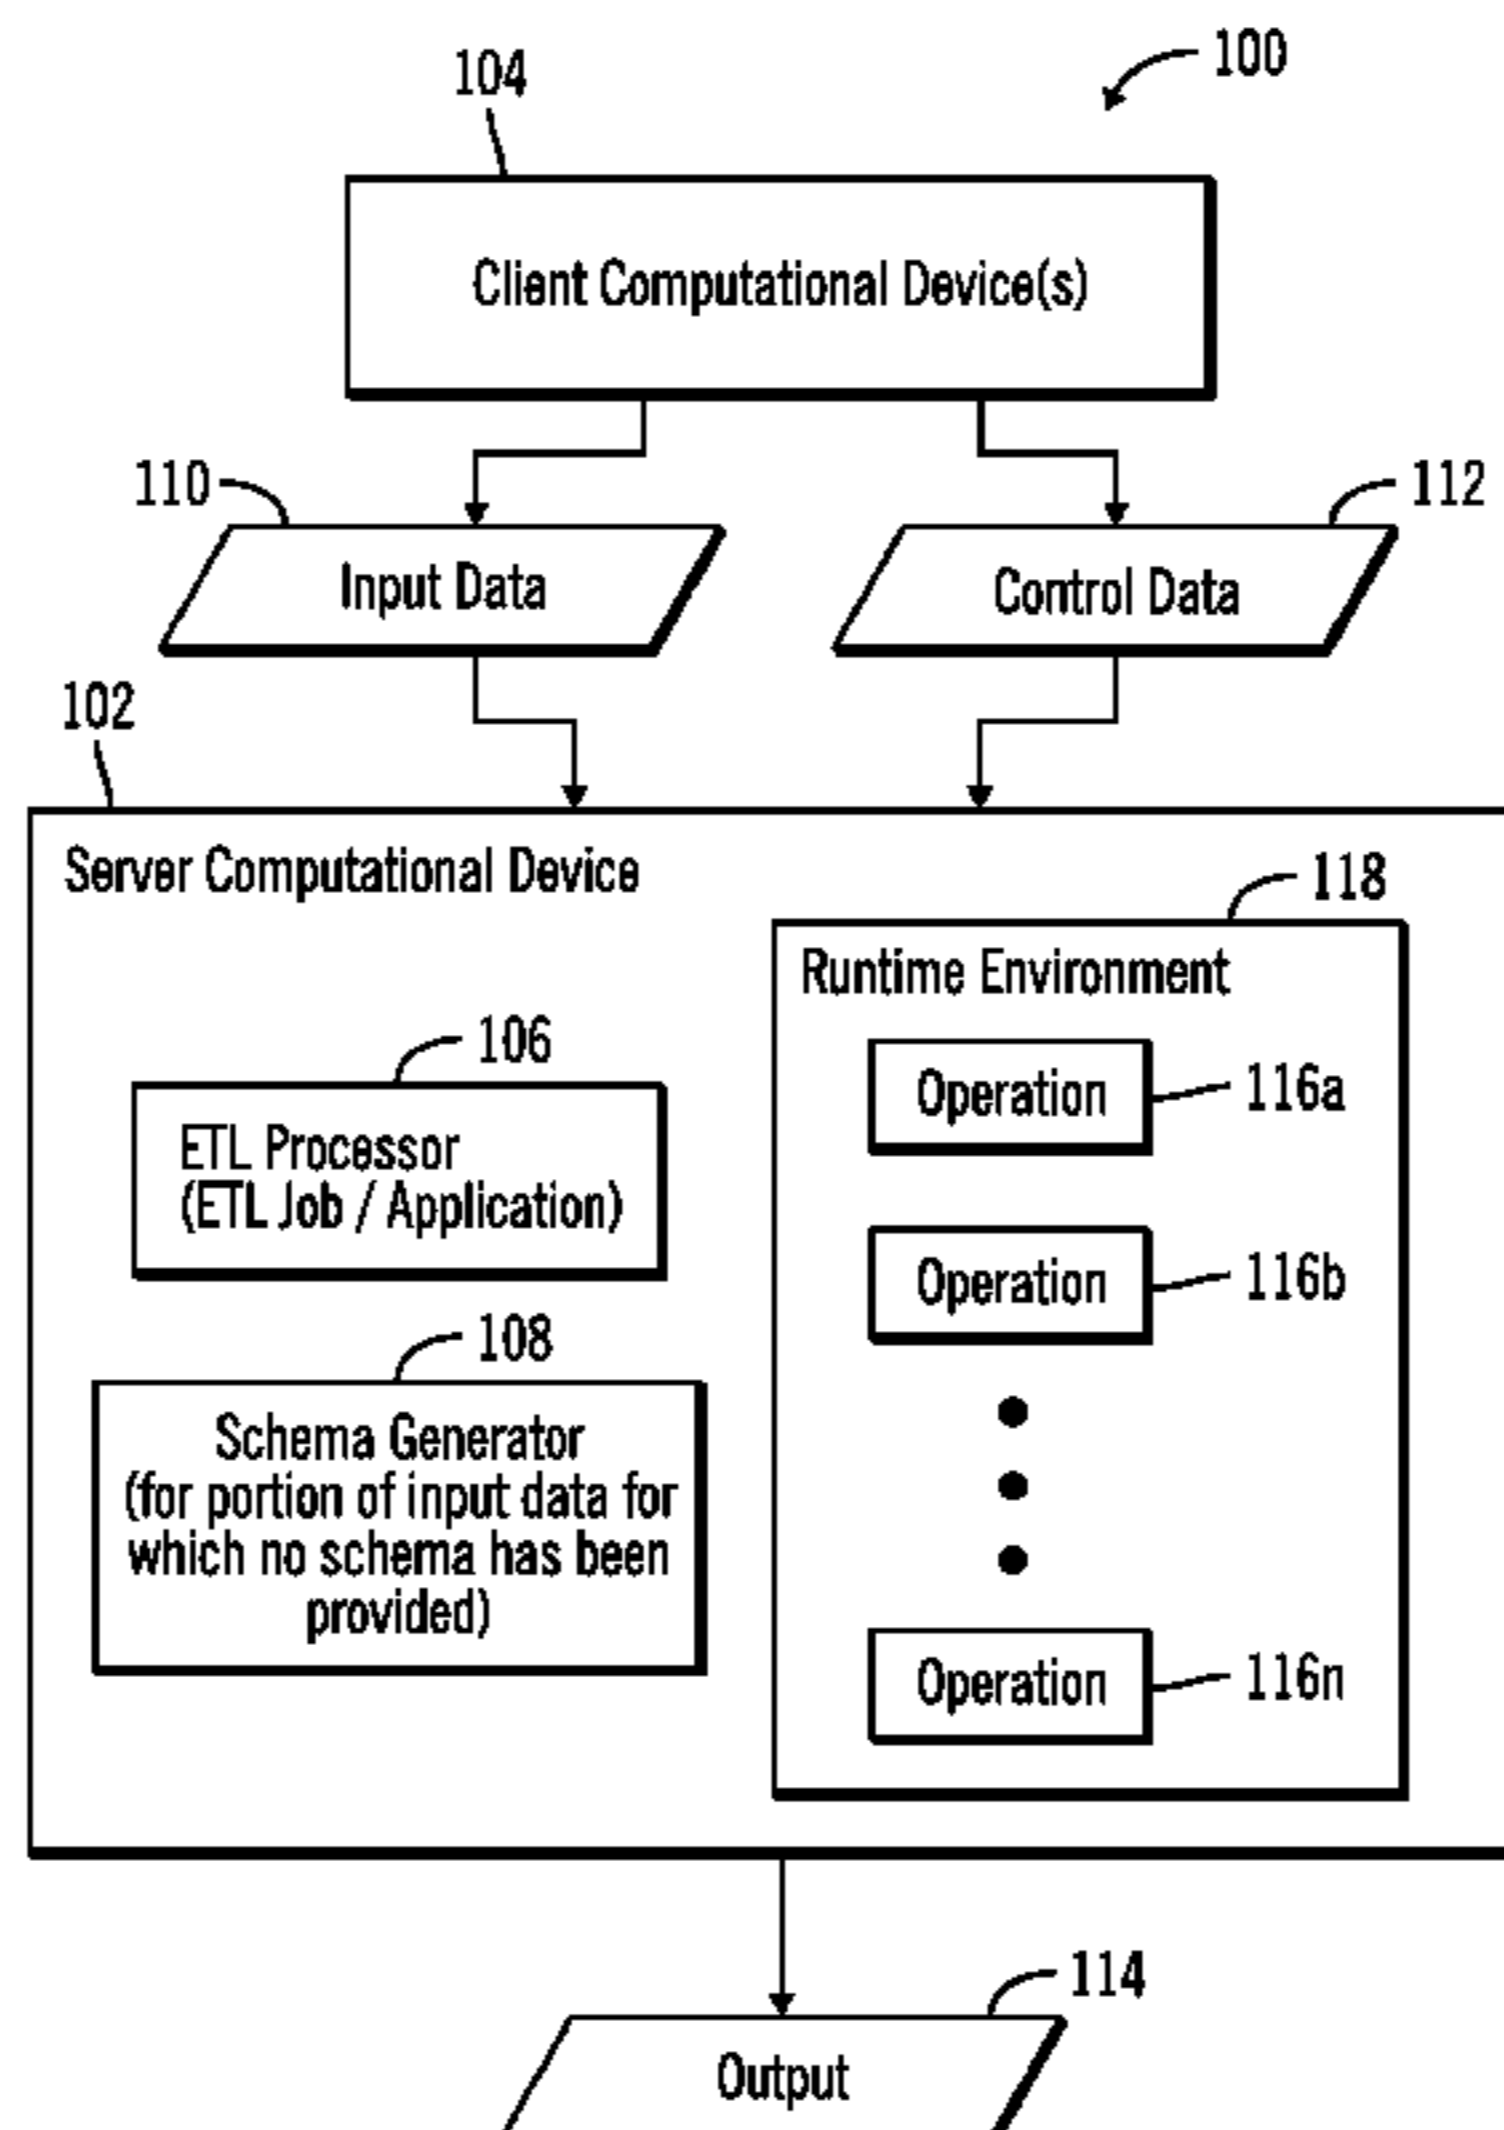 100
104
Client Computational Device(s)
110
112
Input Data
Control Data
102
Server Computational Device
118
Runtime Environment
106
ETL Processor
(ETL Job / Application)
Operation
116a
Operation
116b
108
Schema Generator
(for portion of input data for
which no schema has been
provided)
Operation
116n
114
Output